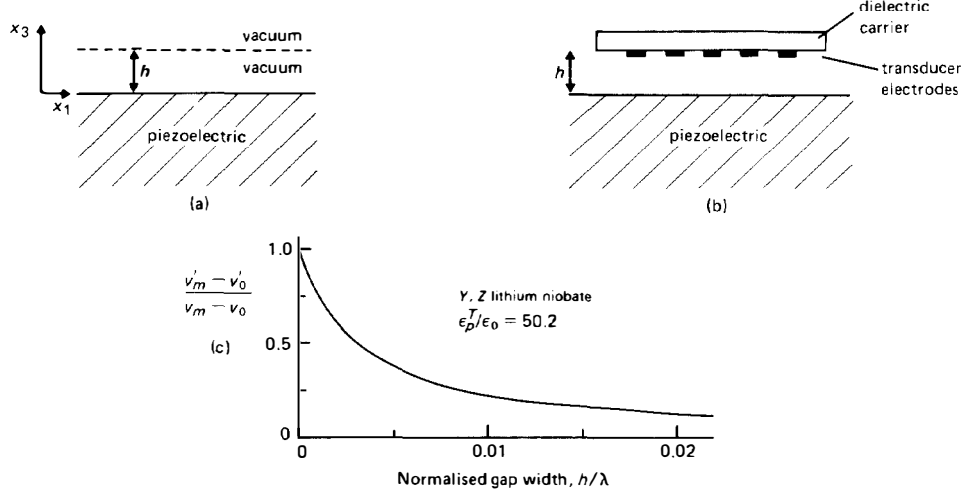 x₃
vacuum
h
vacuum
x₁
piezoelectric
(a)
dielectric
carrier
h
transducer
electrodes
piezoelectric
(b)
v′ₘ − v′₀
vₘ − v₀
(c)
1.0
0.5
0
Y, Z lithium niobate
ϵₚᵀ/ϵ₀ = 50.2
0
0.01
0.02
Normalised gap width, h/λ